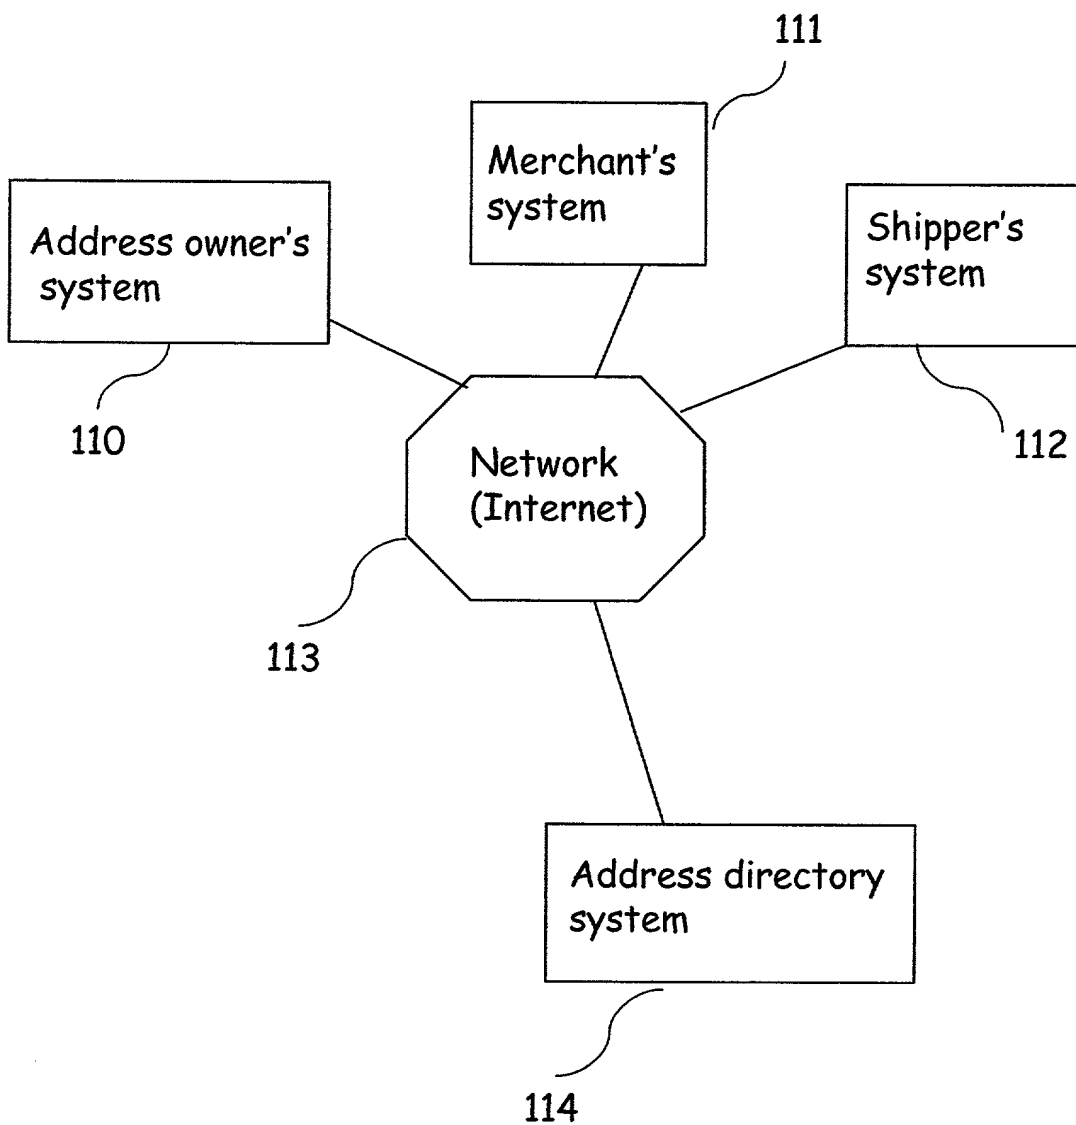 111
Merchant's
system
Address owner's
system
Shipper's
system
110
112
Network
(Internet)
113
Address directory
system
114